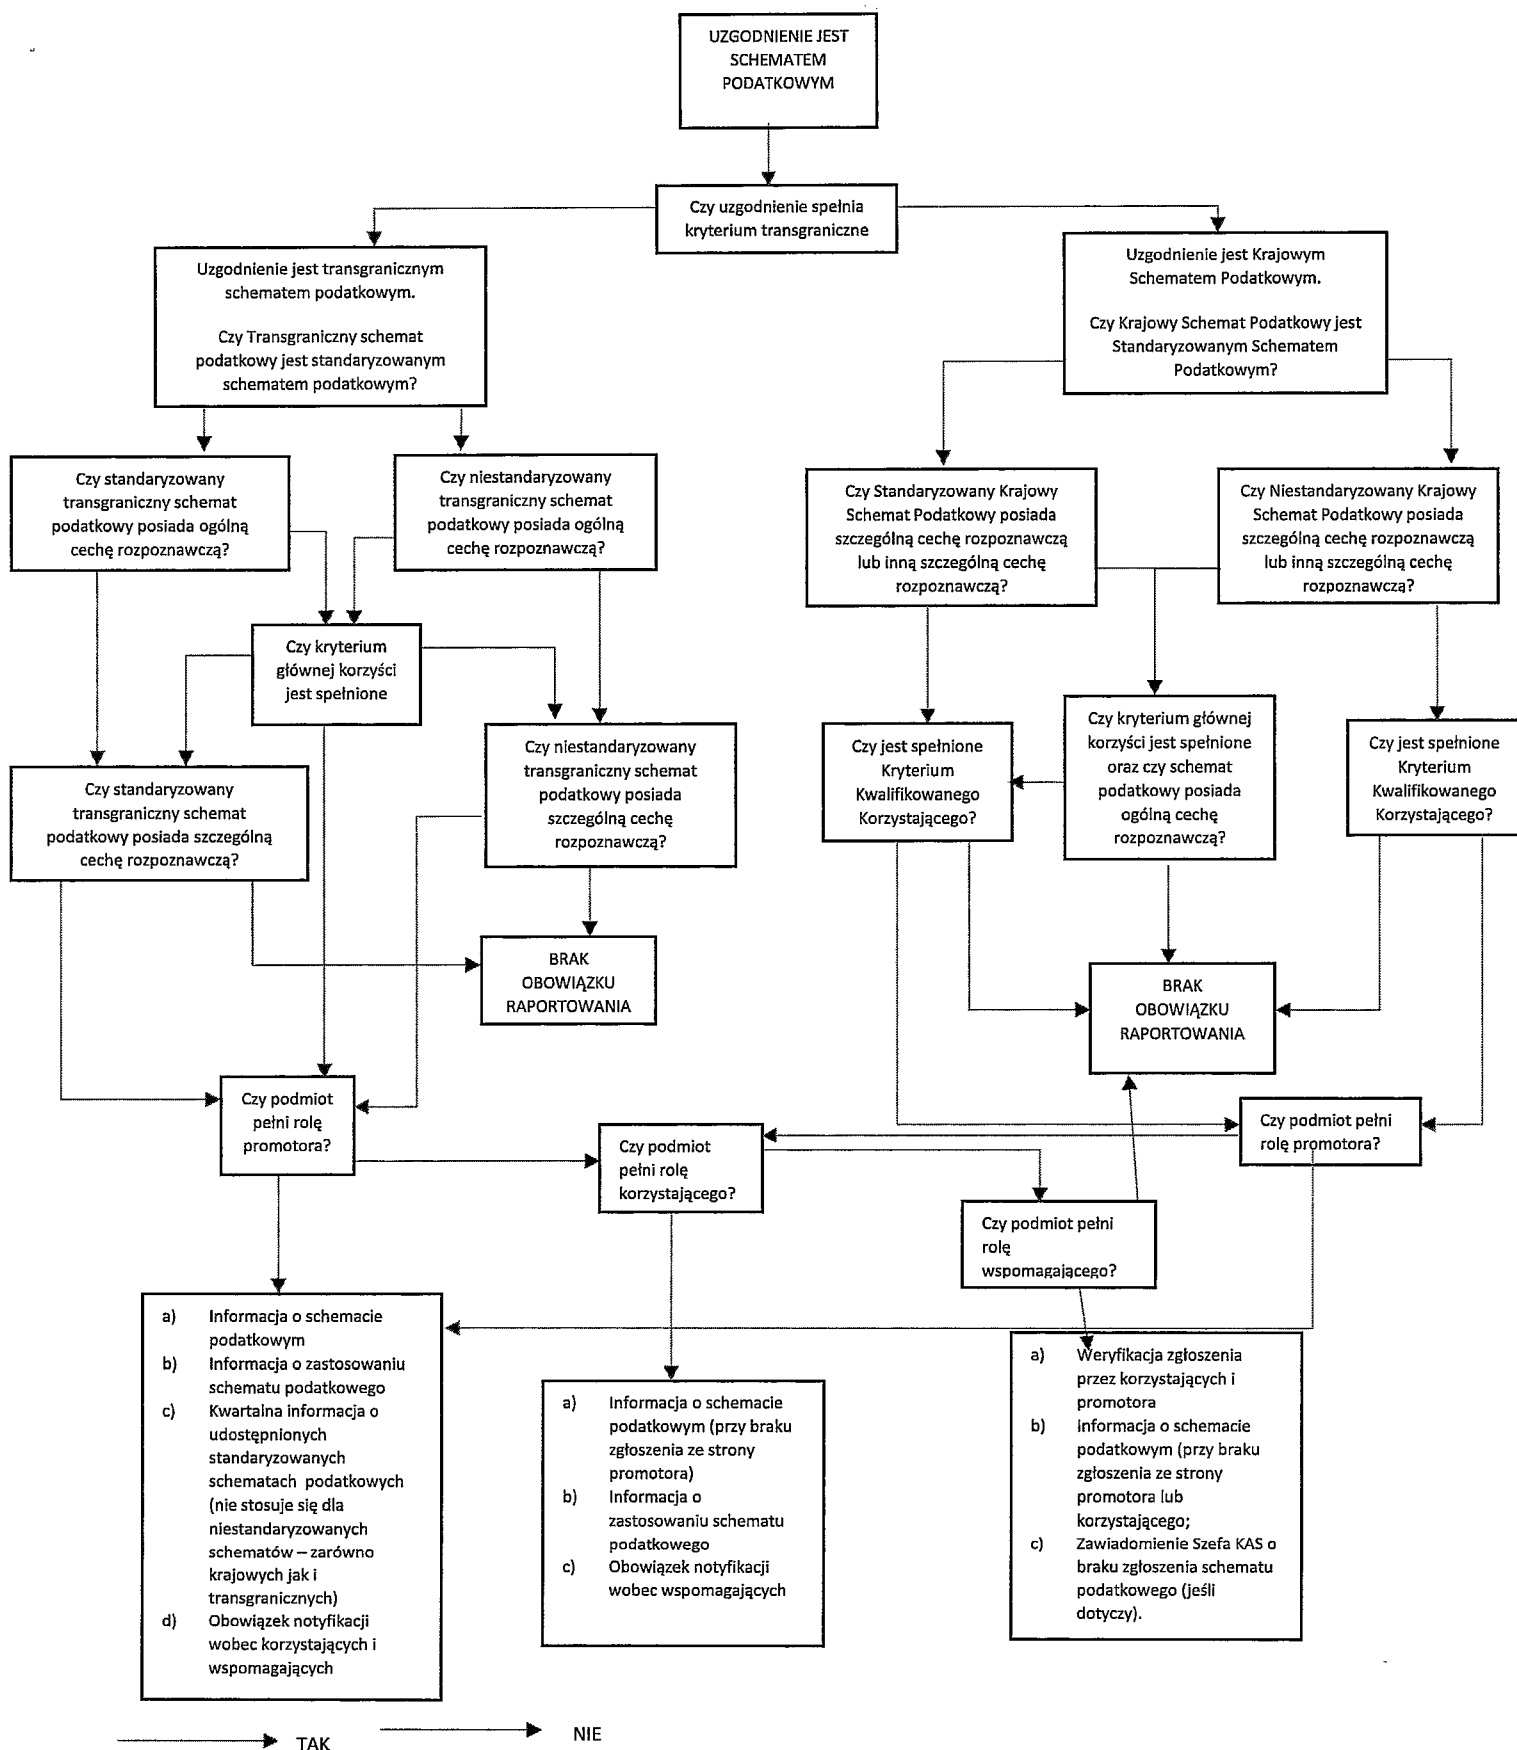 UZGODNIENIE JEST
SCHEMATEM
PODATKOWYM
Czy uzgodnienie spełnia
kryterium transgraniczne
Uzgodnienie jest transgranicznym
schematem podatkowym.
Czy Transgraniczny schemat
podatkowy jest standaryzowanym
schematem podatkowym?
Uzgodnienie jest Krajowym
Schematem Podatkowym.
Czy Krajowy Schemat Podatkowy jest
Standaryzowanym Schematem
Podatkowym?
Czy standaryzowany
transgraniczny schemat
podatkowy posiada ogólną
cechę rozpoznawczą?
Czy niestandaryzowany
transgraniczny schemat
podatkowy posiada ogólną
cechę rozpoznawczą?
Czy Standaryzowany Krajowy
Schemat Podatkowy posiada
szczególną cechę rozpoznawczą
lub inną szczególną cechę
rozpoznawczą?
Czy Niestandaryzowany Krajowy
Schemat Podatkowy posiada
szczególną cechę rozpoznawczą
lub inną szczególną cechę
rozpoznawczą?
Czy kryterium
głównej korzyści
jest spełnione
Czy standaryzowany
transgraniczny schemat
podatkowy posiada szczególną
cechę rozpoznawczą?
Czy niestandaryzowany
transgraniczny schemat
podatkowy posiada
szczególną cechę
rozpoznawczą?
Czy jest spełnione
Kryterium
Kwalifikowanego
Korzystającego?
Czy kryterium głównej
korzyści jest spełnione
oraz czy schemat
podatkowy posiada
ogólną cechę
rozpoznawczą?
Czy jest spełnione
Kryterium
Kwalifikowanego
Korzystającego?
BRAK
OBOWIĄZKU
RAPORTOWANIA
BRAK
OBOWIĄZKU
RAPORTOWANIA
Czy podmiot
pełni rolę
promotora?
Czy podmiot
pełni rolę
korzystającego?
Czy podmiot pełni
rolę promotora?
Czy podmiot pełni
rolę
wspomagającego?
a) Informacja o schemacie
podatkowym
b) Informacja o zastosowaniu
schematu podatkowego
c) Kwartalna informacja o
udostępnionych
standaryzowanych
schematach podatkowych
(nie stosuje się dla
niestandaryzowanych
schematów – zarówno
krajowych jak i
transgranicznych)
d) Obowiązek notyfikacji
wobec korzystających i
wspomagających
a) Informacja o schemacie
podatkowym (przy braku
zgłoszenia ze strony
promotora)
b) Informacja o
zastosowaniu schematu
podatkowego
c) Obowiązek notyfikacji
wobec wspomagających
a) Weryfikacja zgłoszenia
przez korzystających i
promotora
b) Informacja o schemacie
podatkowym (przy braku
zgłoszenia ze strony
promotora lub
korzystającego;
c) Zawiadomienie Szefa KAS o
braku zgłoszenia schematu
podatkowego (jeśli
dotyczy).
TAK
NIE